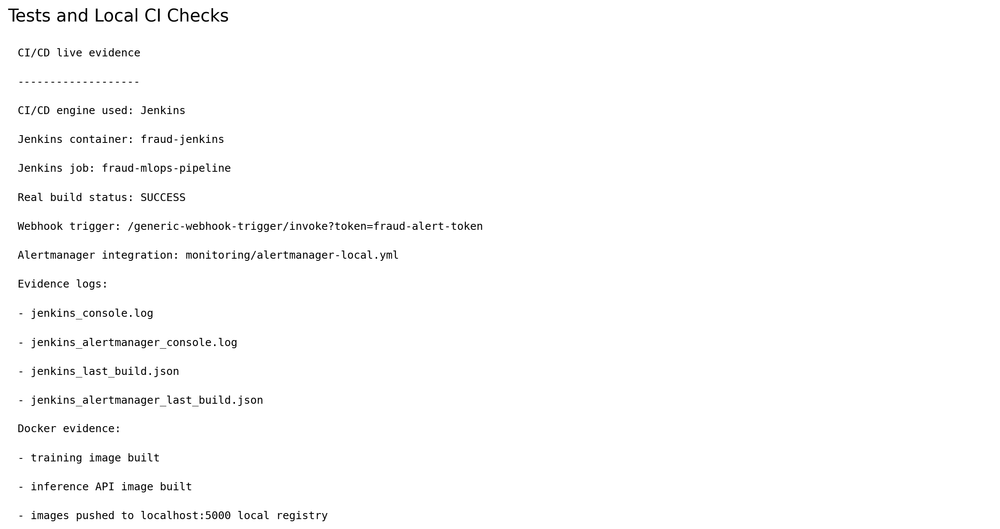 Tests and Local CI Checks
CI/CD live evidence
-------------------
CI/CD engine used: Jenkins
Jenkins container: fraud-jenkins
Jenkins job: fraud-mlops-pipeline
Real build status: SUCCESS
Webhook trigger: /generic-webhook-trigger/invoke?token=fraud-alert-token
Alertmanager integration: monitoring/alertmanager-local.yml
Evidence logs:
- jenkins_console.log
- jenkins_alertmanager_console.log
- jenkins_last_build.json
- jenkins_alertmanager_last_build.json
Docker evidence:
- training image built
- inference API image built
- images pushed to localhost:5000 local registry